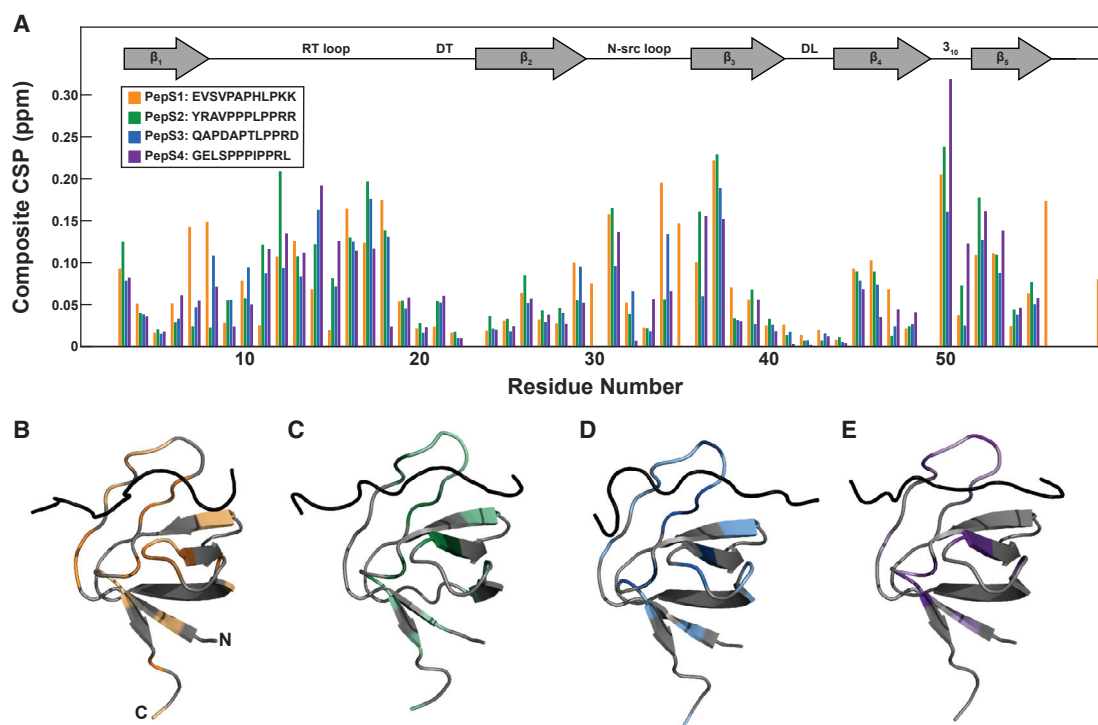 A
β1
RT loop
DT
β2
N-src loop
β3
DL
β4
310
β5
PepS1: EVSVPAPHLPKK
PepS2: YRAVPPPLPPRR
PepS3: QAPDAPTLPPRD
PepS4: GELSPPPIPPRL
Composite CSP (ppm)
0.30
0.25
0.20
0.15
0.10
0.05
0
10
20
30
40
50
Residue Number
B
C
D
E
N
C